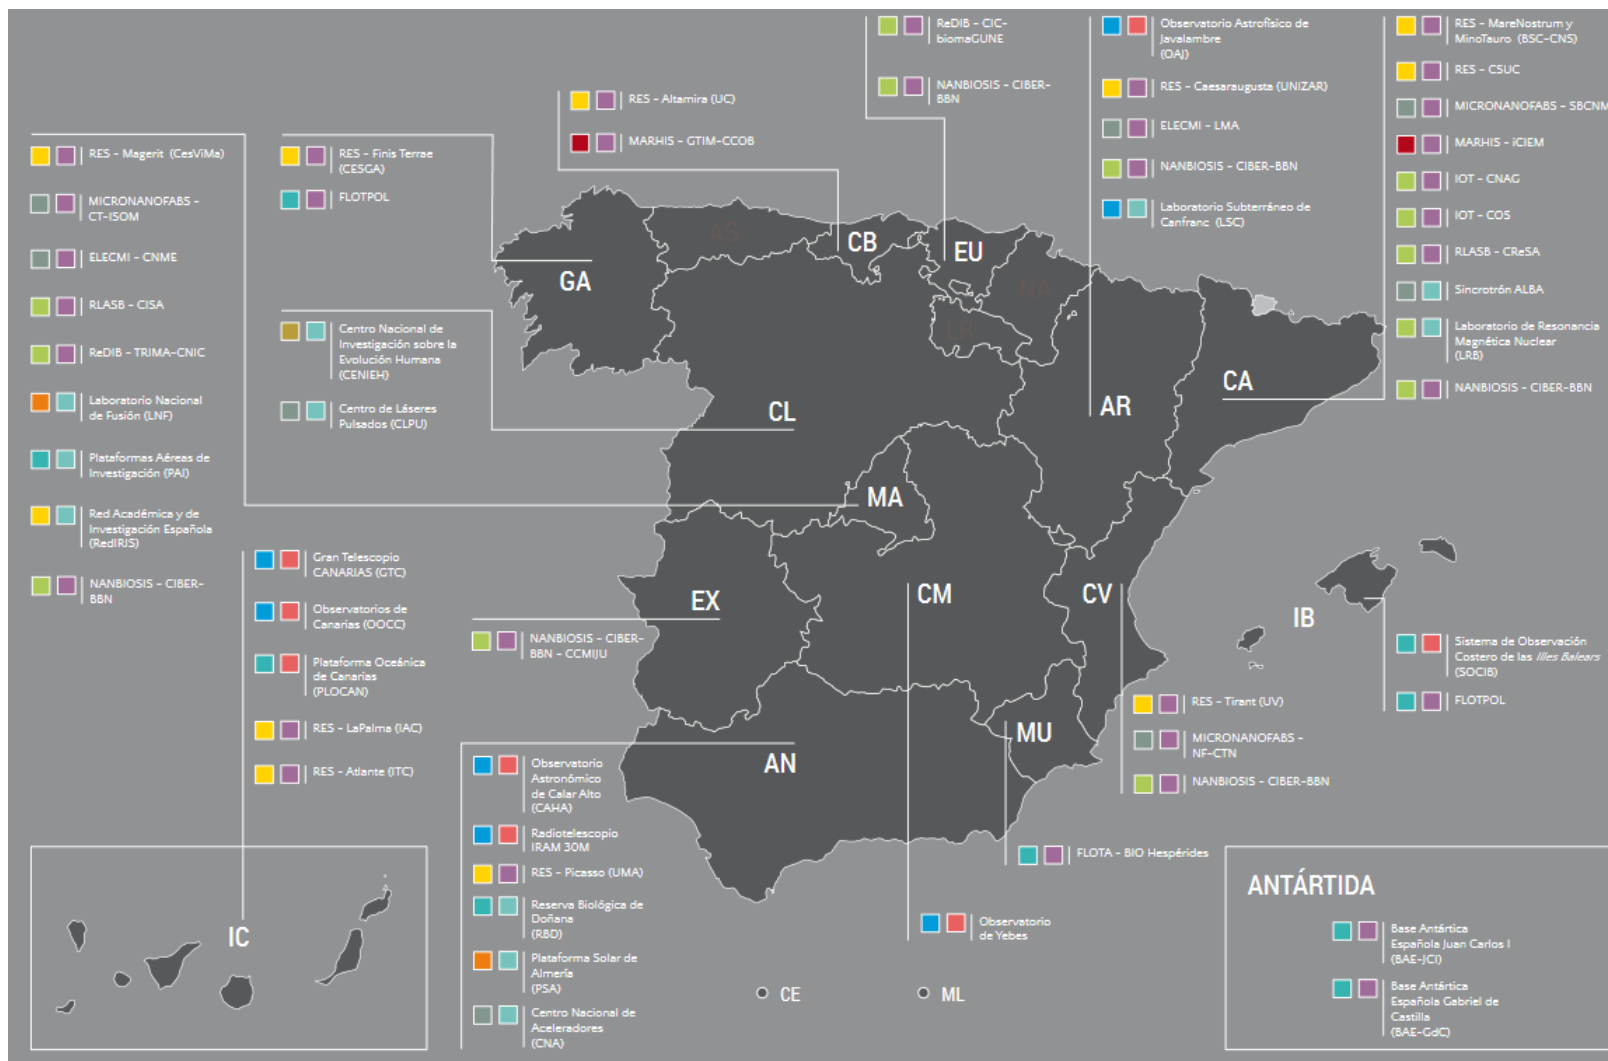 RES – Magerit (CesViMa)
MICRONANOFABS –
CT-ISOM
ELECMI – CNME
RLASB – CISA
ReDIB – TRIMA-CNIC
Laboratorio Nacional
de Fusión (LNF)
Plataformas Aéreas de
Investigación (PAI)
Red Académica y de
Investigación Española
(RedIRIS)
NANBIOSIS – CIBER-
BBN
RES – Finis Terrae
(CESGA)
FLOTPOL
Centro Nacional de
Investigación sobre la
Evolución Humana
(CENIEH)
Centro de Láseres
Pulsados (CLPU)
RES – Altamira (UC)
MARHIS – GTIM-CCOB
ReDIB – CIC-
biomaGUNE
NANBIOSIS – CIBER-
BBN
Observatorio Astrofísico de
Javalambre
(OAJ)
RES – Caesaraugusta (UNIZAR)
ELECMI – LMA
NANBIOSIS – CIBER-BBN
Laboratorio Subterráneo de
Canfranc (LSC)
RES – MareNostrum y
MinoTauro (BSC-CNS)
RES – CSUC
MICRONANOFABS – SBCNM
MARHIS – iCIEM
IOT – CNAG
IOT – COS
RLASB – CReSA
Sincrotrón ALBA
Laboratorio de Resonancia
Magnética Nuclear
(LRB)
NANBIOSIS – CIBER-BBN
AS
CB
EU
NA
LR
GA
CL
AR
CA
MA
EX
CM
CV
IB
AN
MU
IC
CE
ML
Gran Telescopio
CANARIAS (GTC)
Observatorios de
Canarias (OOCC)
Plataforma Oceánica
de Canarias
(PLOCAN)
RES – LaPalma (IAC)
RES – Atlante (ITC)
NANBIOSIS – CIBER-
BBN – CCMIJU
Observatorio
Astronómico
de Calar Alto
(CAHA)
Radiotelescopio
IRAM 30M
RES – Picasso (UMA)
Reserva Biológica de
Doñana
(RBD)
Plataforma Solar de
Almería
(PSA)
Centro Nacional de
Aceleradores
(CNA)
Observatorio
de Yebes
FLOTA – BIO Hespérides
RES – Tirant (UV)
MICRONANOFABS –
NF-CTN
NANBIOSIS – CIBER-BBN
Sistema de Observación
Costero de las Illes Balears
(SOCIB)
FLOTPOL
ANTÁRTIDA
Base Antártica
Española Juan Carlos I
(BAE-JCI)
Base Antártica
Española Gabriel de
Castilla
(BAE-GdC)